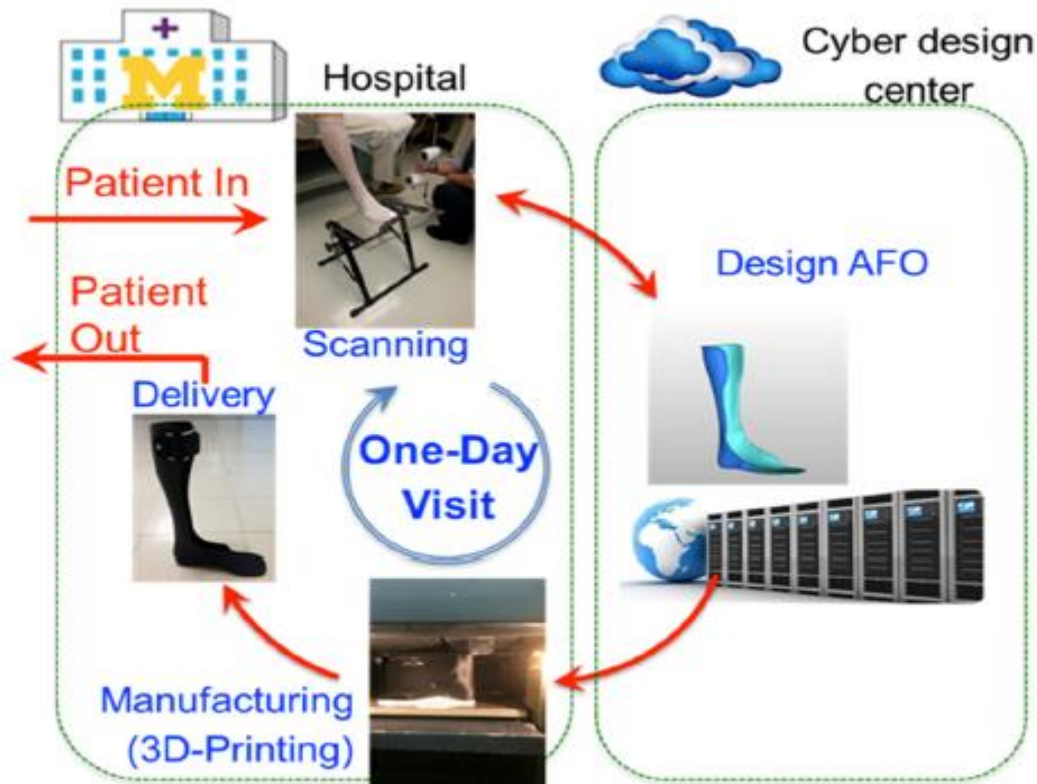 M
Hospital
Cyber design
center
Patient In
Patient
Out
Scanning
Design AFO
Delivery
One-Day
Visit
Manufacturing
(3D-Printing)